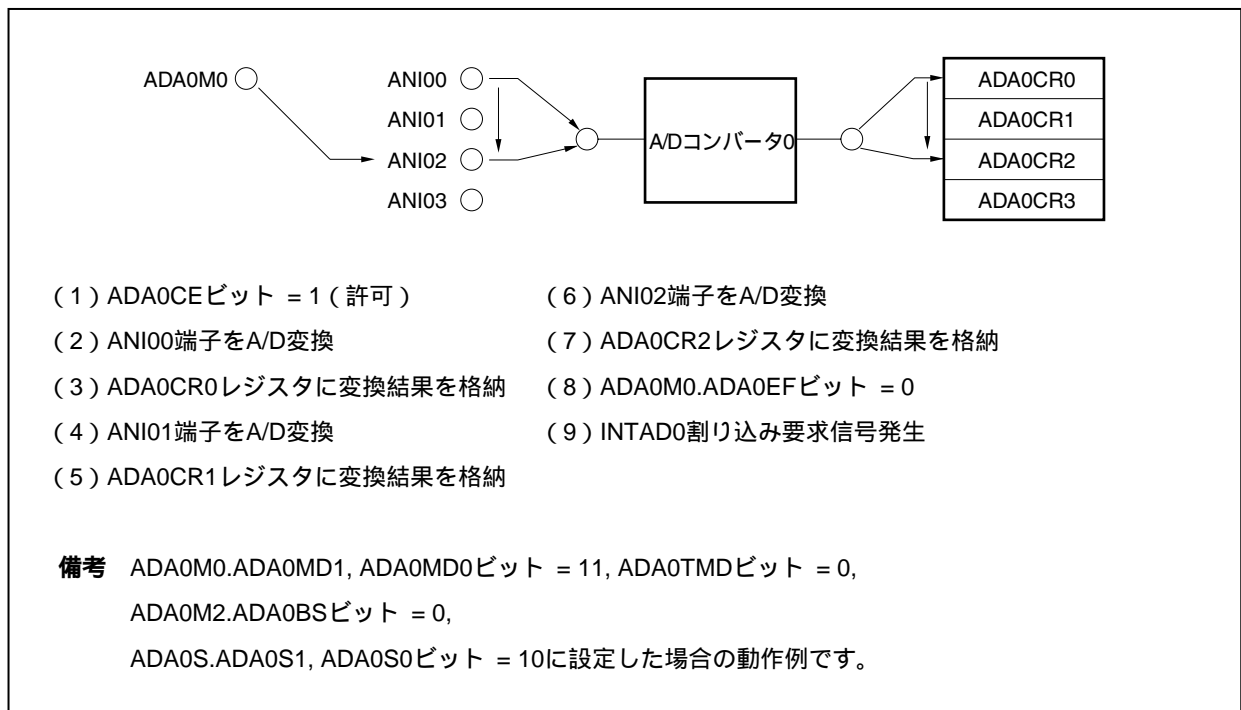 ADA0M0
ANI00
ANI01
ANI02
ANI03
A/Dコンバータ0
ADA0CR0
ADA0CR1
ADA0CR2
ADA0CR3
(1)ADA0CEビット = 1(許可)
(2)ANI00端子をA/D変換
(3)ADA0CR0レジスタに変換結果を格納
(4)ANI01端子をA/D変換
(5)ADA0CR1レジスタに変換結果を格納
(6)ANI02端子をA/D変換
(7)ADA0CR2レジスタに変換結果を格納
(8)ADA0M0.ADA0EFビット = 0
(9)INTAD0割り込み要求信号発生
備考 ADA0M0.ADA0MD1, ADA0MD0ビット = 11, ADA0TMDビット = 0,
ADA0M2.ADA0BSビット = 0,
ADA0S.ADA0S1, ADA0S0ビット = 10に設定した場合の動作例です。